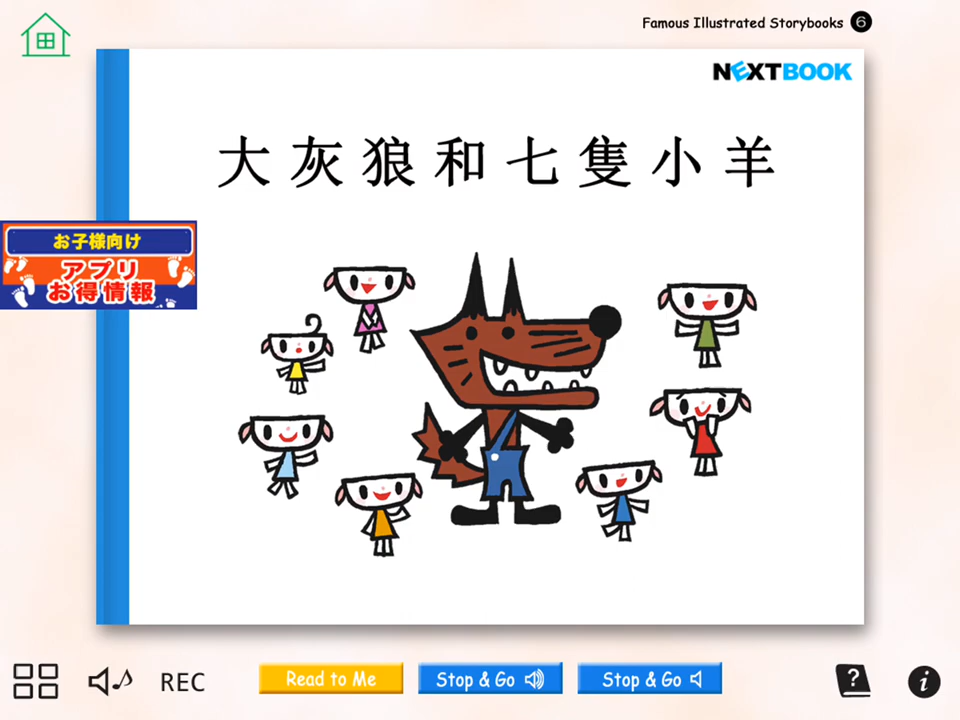 Famous Illustrated Storybooks 6
NEXTBOOK
大灰狼和七隻小羊
お子様向け
アプリ
お得情報
REC
Read to Me
Stop & Go
Stop & Go
?
i